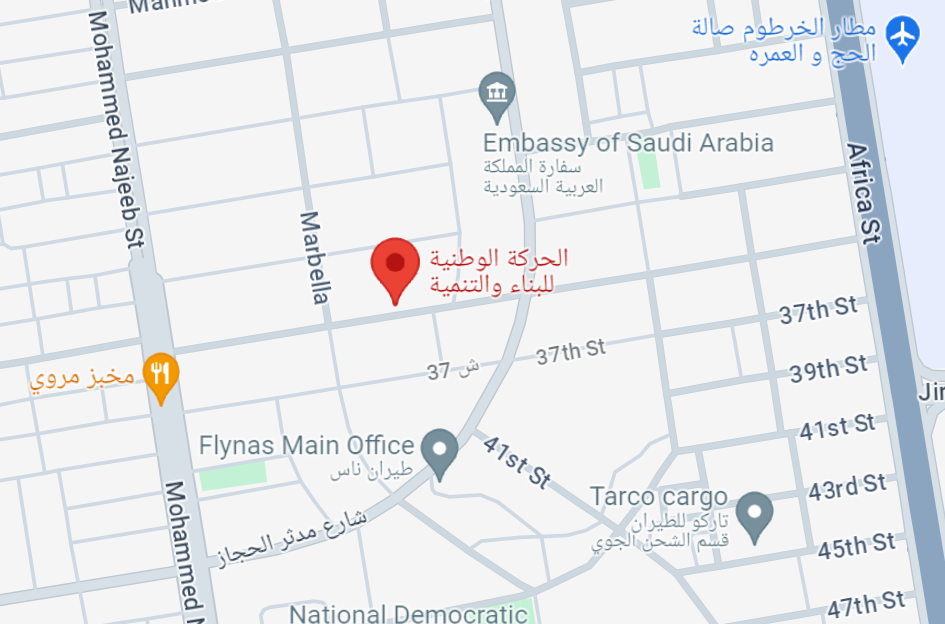 Mahm
Mohammed Najeeb St
مطار الخرطوم صالة
الحج و العمره
Embassy of Saudi Arabia
سفارة المملكة
العربية السعودية
Africa St
Marbella
الحركة الوطنية
للبناء والتنمية
37th St
37th St
ش 37
مخبز مروي
39th St
Jir
41st St
Flynas Main Office
طيران ناس
41st St
43rd St
Tarco cargo
تاركو للطيران
قسم الشحن الجوي
شارع مدثر الحجاز
Mohammed N
45th St
National Democratic
47th St